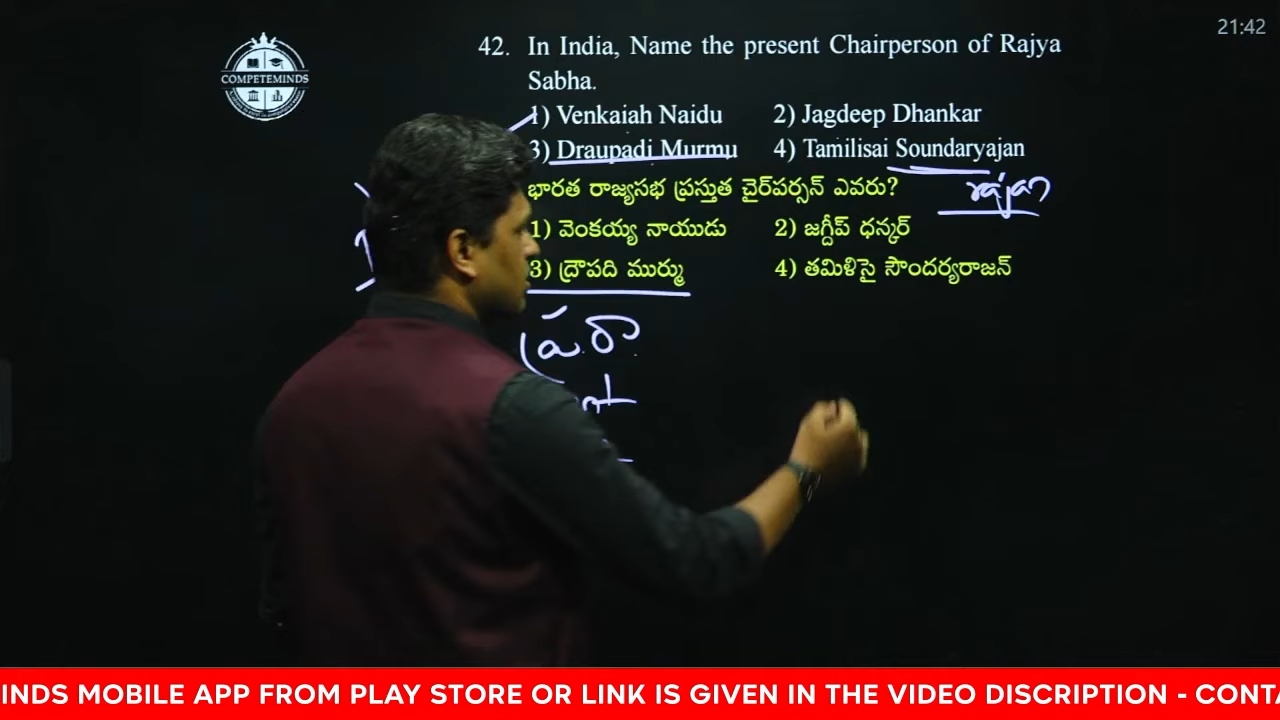 21:42
COMPETEMINDS
42. In India, Name the present Chairperson of Rajya
Sabha.
1) Venkaiah Naidu 2) Jagdeep Dhankar
3) Draupadi Murmu 4) Tamilisai Soundaryajan
rajan
భారత రాజ్యసభ ప్రస్తుత చైర్‌పర్సన్ ఎవరు?
1) వెంకయ్య నాయుడు 2) జగ్దీప్ ధన్కర్
3) ద్రౌపది ముర్ము 4) తమిళిసై సౌందర్యరాజన్
INDS MOBILE APP FROM PLAY STORE OR LINK IS GIVEN IN THE VIDEO DISCRIPTION - CONTA